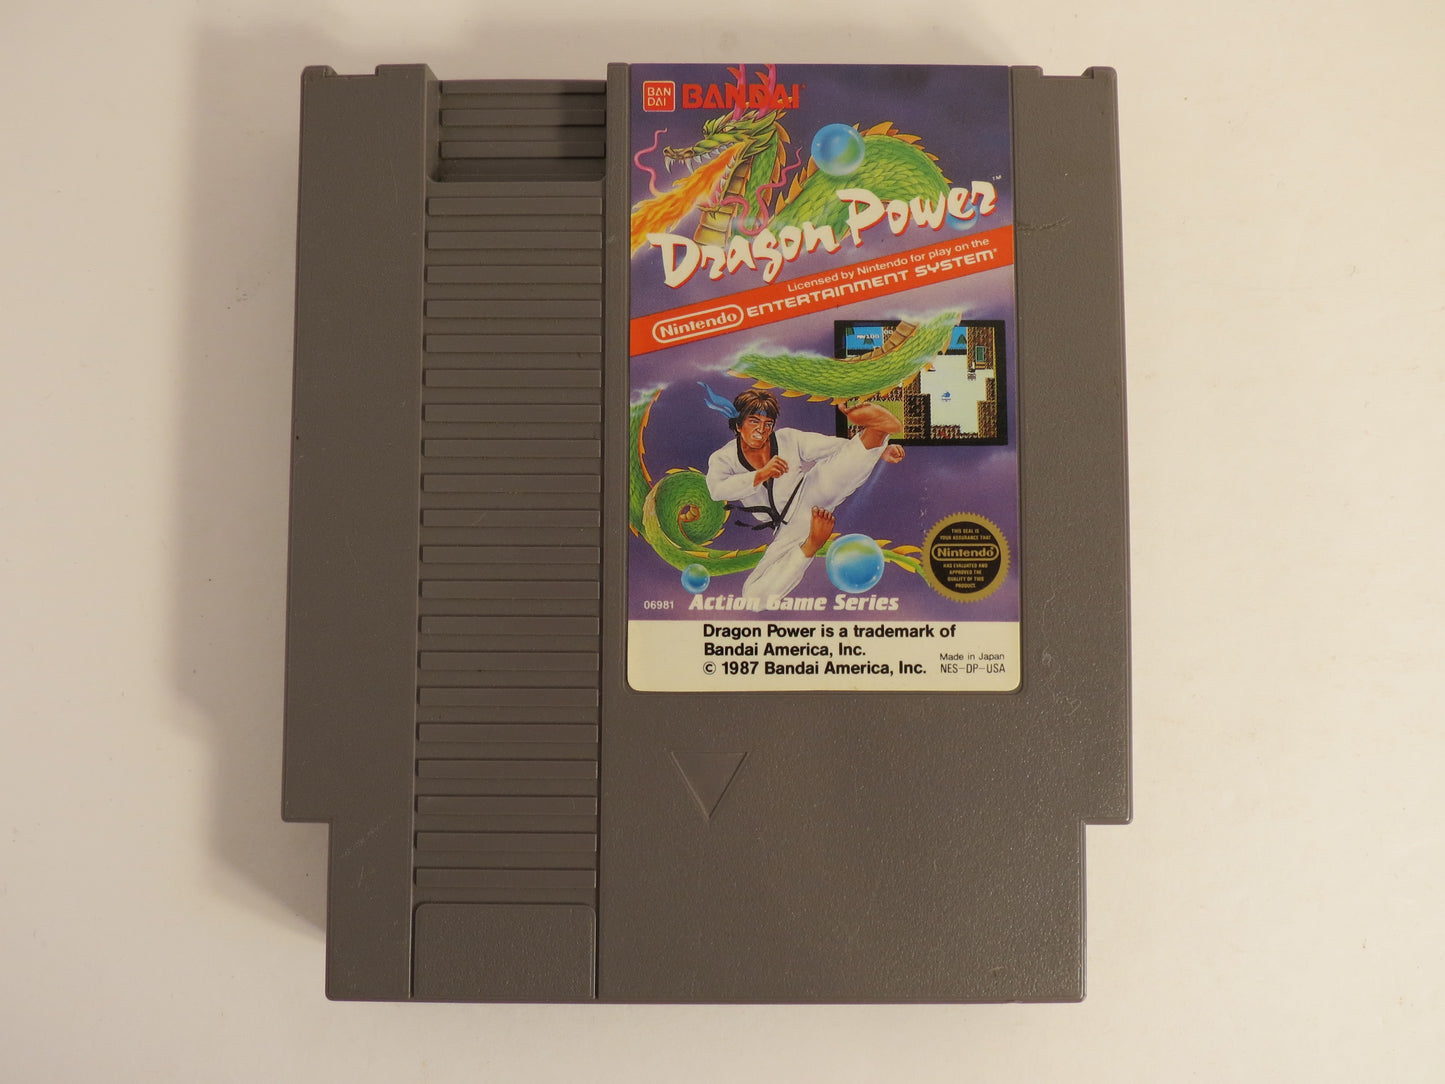 BAN
DAI
BANDAI
Dragon Power™
Licensed by Nintendo for play on the
Nintendo ENTERTAINMENT SYSTEM®
THIS SEAL IS
YOUR ASSURANCE THAT
Nintendo
HAS EVALUATED AND
APPROVED THE
QUALITY OF THIS
PRODUCT.
06981 Action Game Series
Dragon Power is a trademark of
Bandai America, Inc.
© 1987 Bandai America, Inc.
Made in Japan
NES-DP-USA